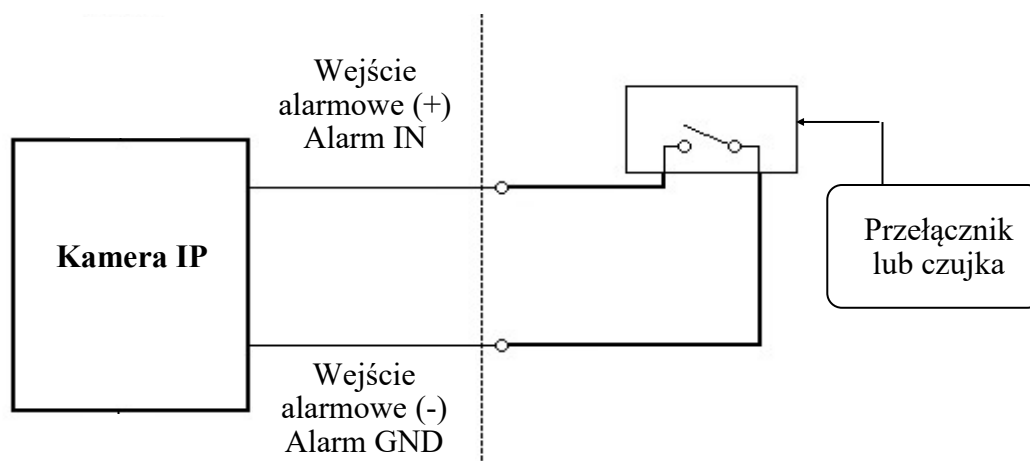 Wejście
alarmowe (+)
Alarm IN
Kamera IP
Przełącznik
lub czujka
Wejście
alarmowe (-)
Alarm GND